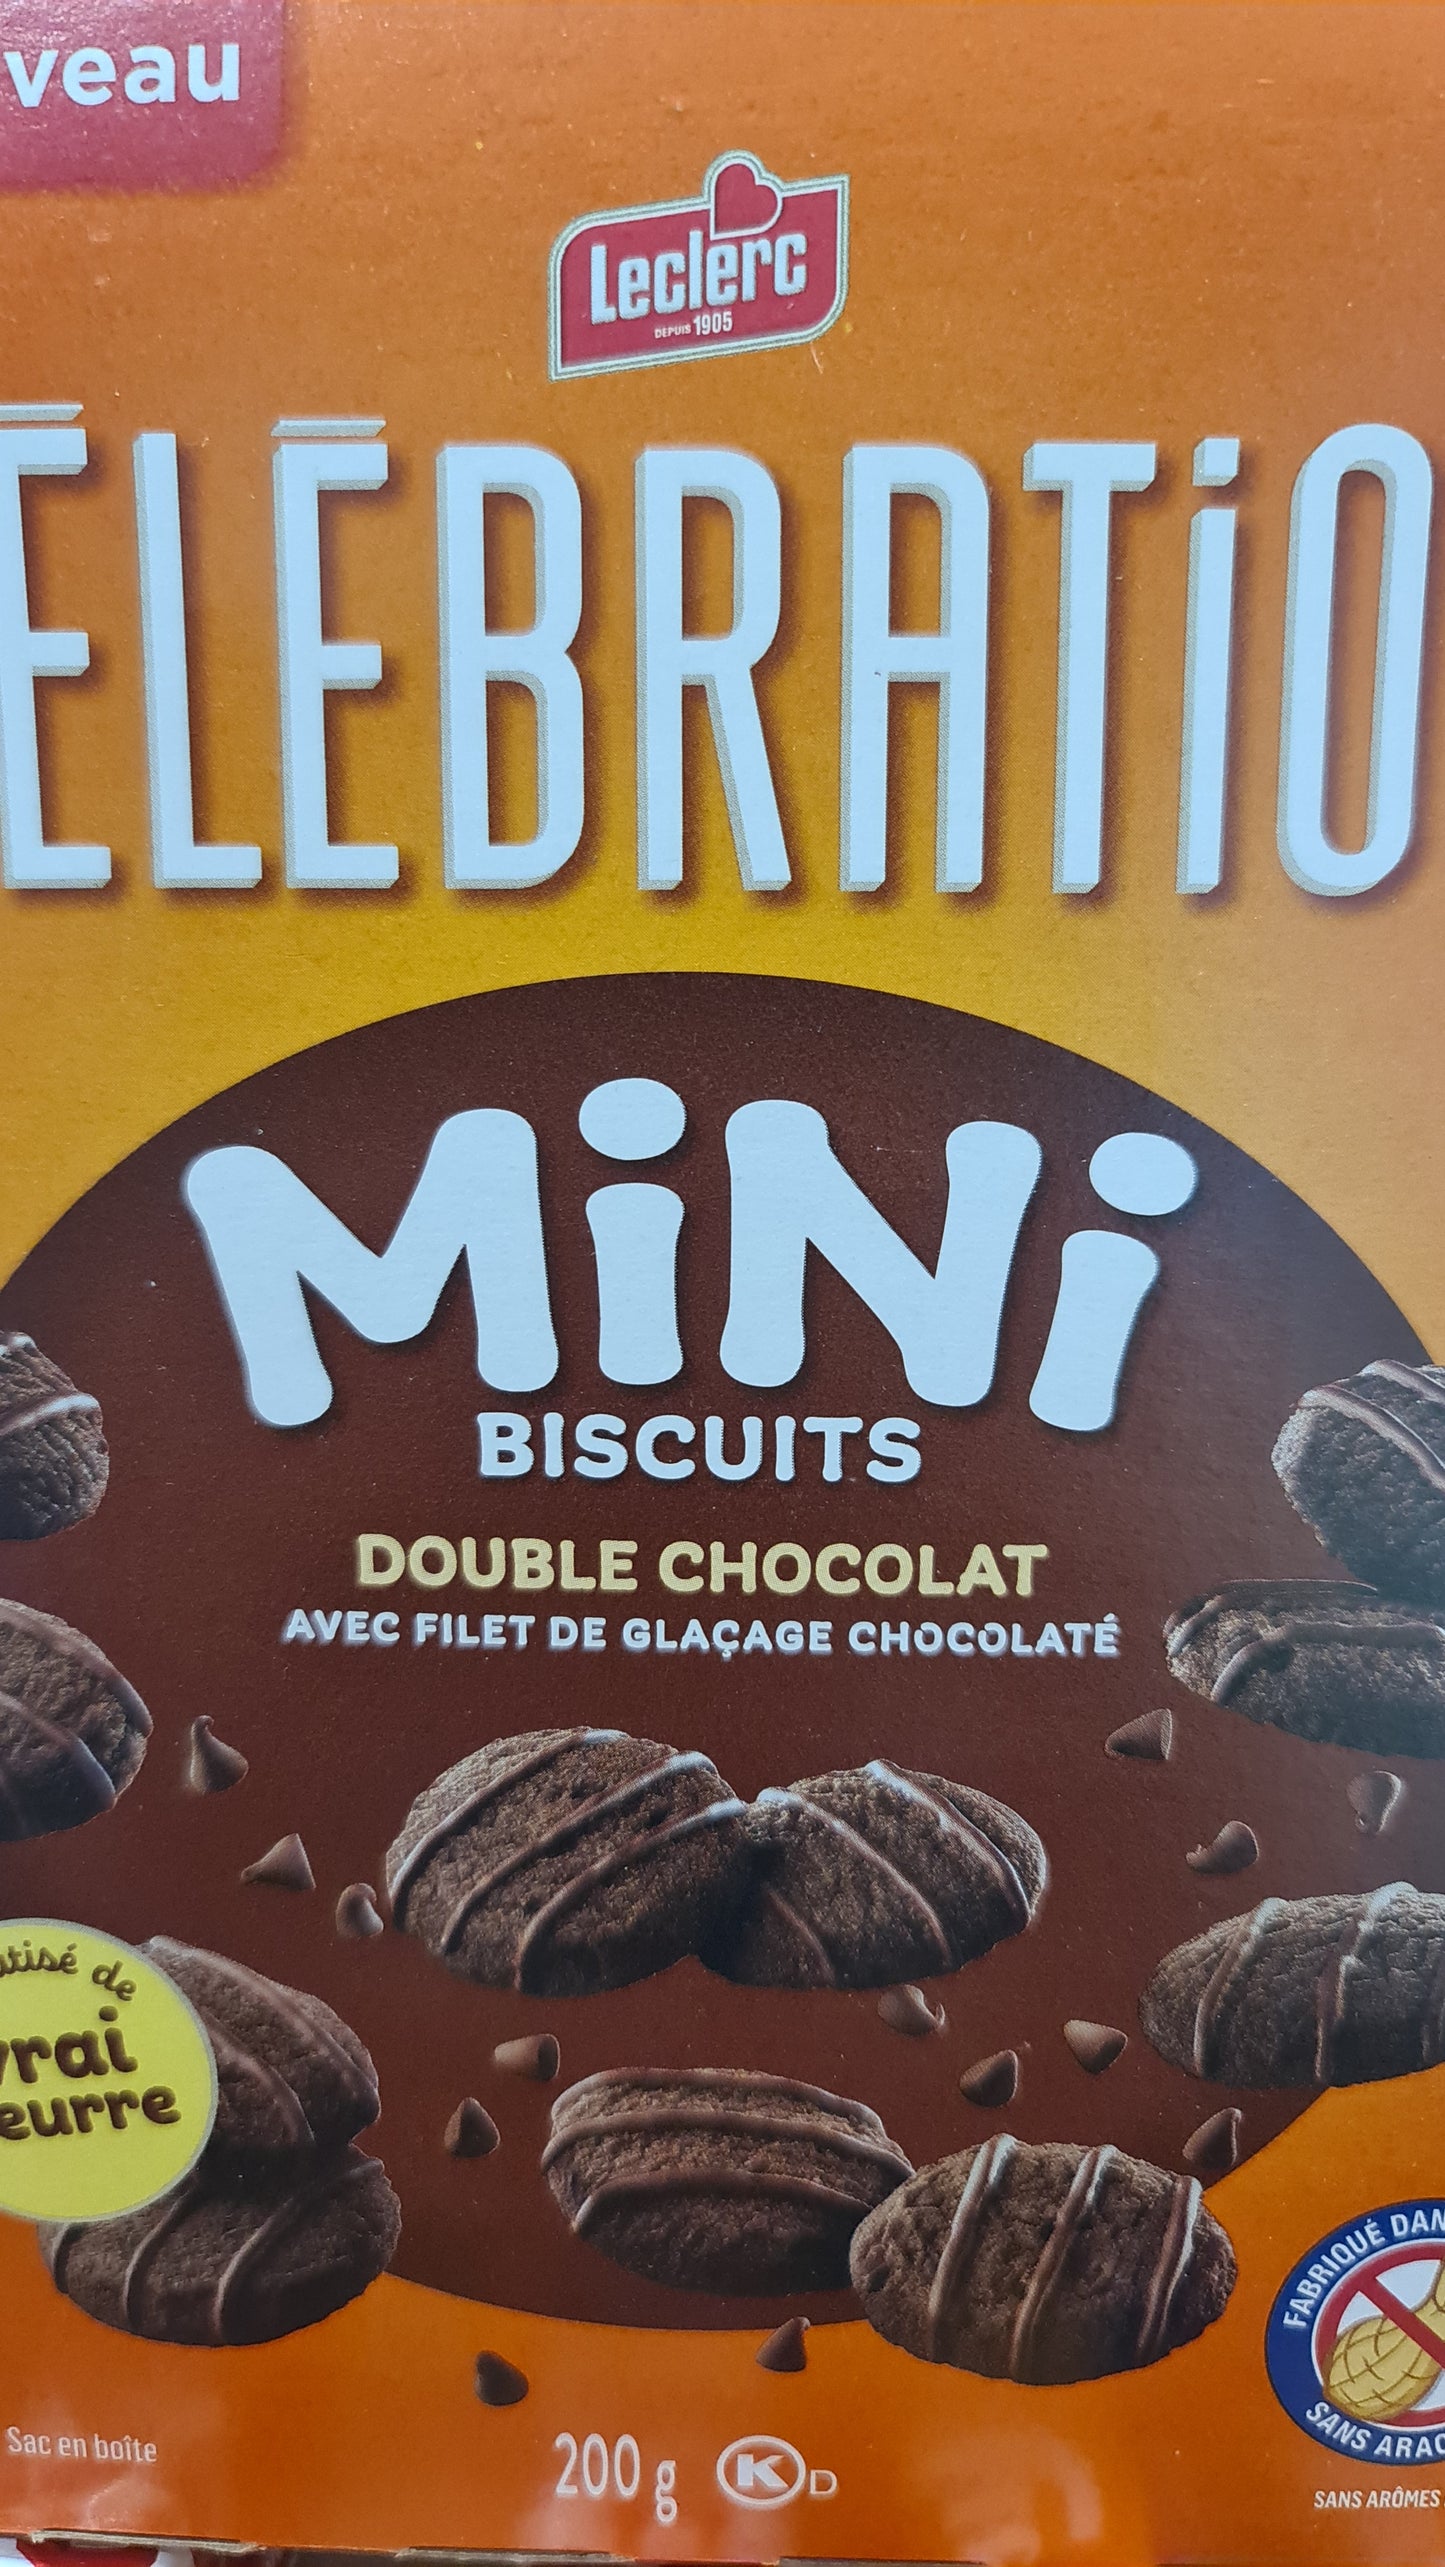 veau
Leclerc
DEPUIS 1905
ÉLÉBRATIO
MiNi
BISCUITS
DOUBLE CHOCOLAT
AVEC FILET DE GLAÇAGE CHOCOLATÉ
tisé de
vrai
eurre
FABRIQUÉ DAN
SANS ARAC
Sac en boîte
200 g K D
SANS ARÔMES